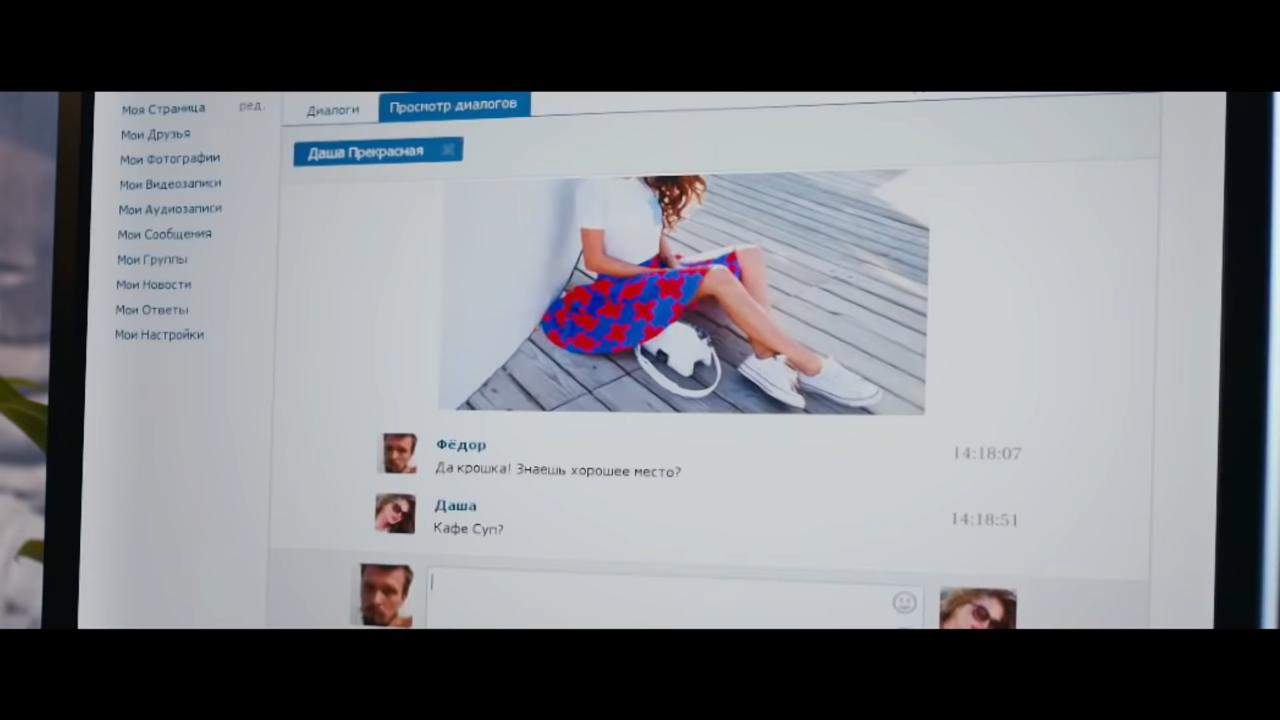 Моя Страница ред.
Мои Друзья
Мои Фотографии
Мои Видеозаписи
Мои Аудиозаписи
Мои Сообщения
Мои Группы
Мои Новости
Мои Ответы
Мои Настройки
Диалоги Просмотр диалогов
Даша Прекрасная
Фёдор 14:18:07
Да крошка! Знаешь хорошее место?
Даша 14:18:51
Кафе Суп?